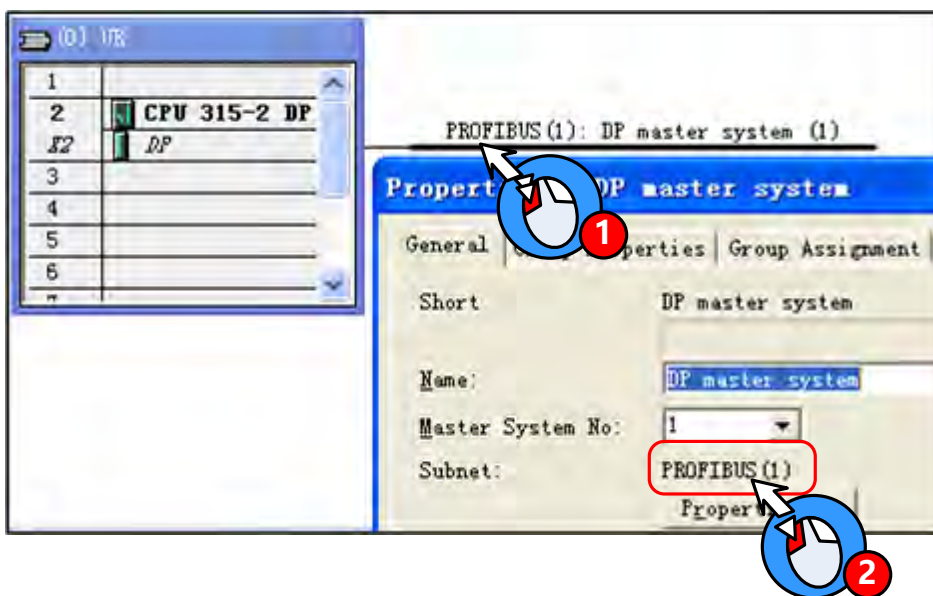 (0) UR
1
2 CPU 315-2 DP
X2 DP
3
4
5
6
PROFIBUS(1): DP master system (1)
1
DP master system
General
Group Assignment
Short DP master system
Name: DP master system
Master System No: 1
Subnet: PROFIBUS(1)
2